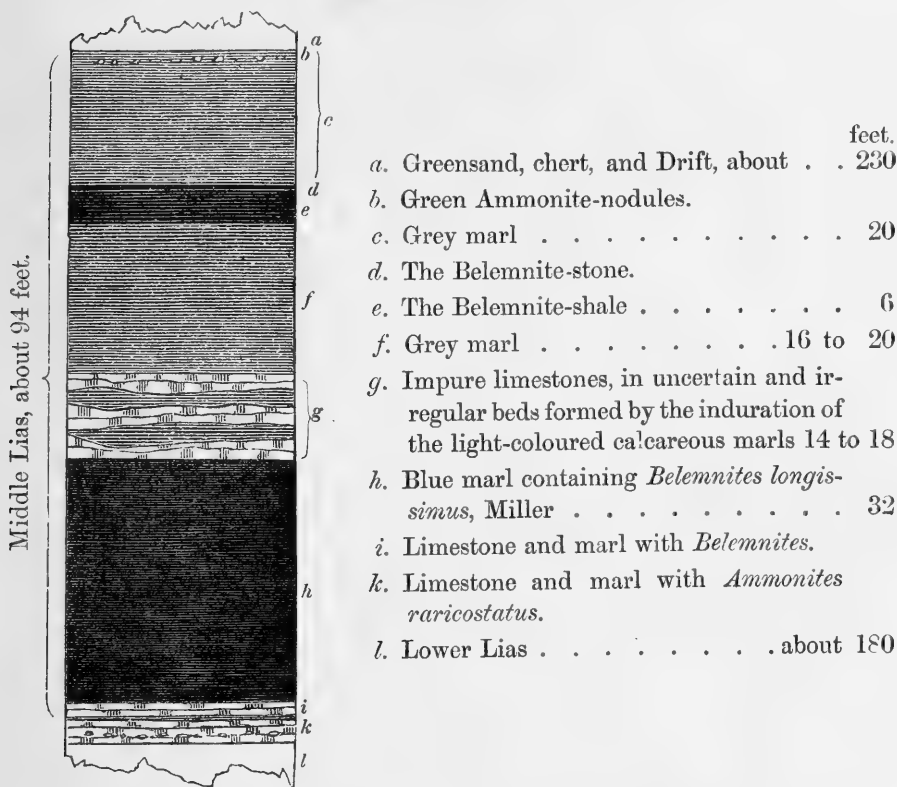 Middle Lias, about 94 feet.
a
b
c
d
e
f
g
h
i
k
l
feet.
a. Greensand, chert, and Drift, about . . 230
b. Green Ammonite-nodules.
c. Grey marl . . . . . . . . . . 20
d. The Belemnite-stone.
e. The Belemnite-shale . . . . . . . 6
f. Grey marl . . . . . . . . 16 to 20
g. Impure limestones, in uncertain and ir-
regular beds formed by the induration of
the light-coloured calcareous marls 14 to 18
h. Blue marl containing Belemnites longis-
simus, Miller . . . . . . . . . 32
i. Limestone and marl with Belemnites.
k. Limestone and marl with Ammonites
raricostatus.
l. Lower Lias . . . . . . . . about 180